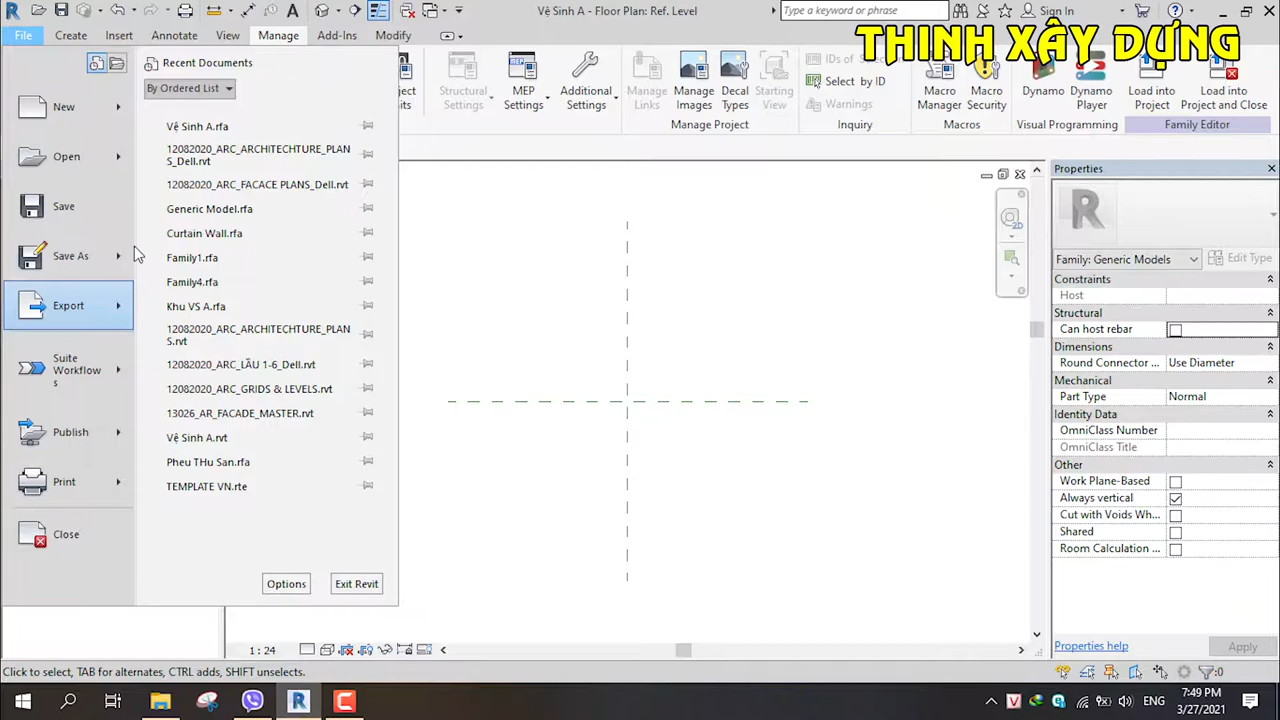 Vệ Sinh A - Floor Plan: Ref. Level
Type a keyword or phrase
Sign In
THINH XÂY DỰNG
File
Create
Insert
Annotate
View
Manage
Add-Ins
Modify
Recent Documents
By Ordered List
New
Open
Save
Save As
Export
Suite
Workflow
s
Publish
Print
Close
Vệ Sinh A.rfa
12082020_ARC_ARCHITECHTURE_PLAN
S_Dell.rvt
12082020_ARC_FACACE PLANS_Dell.rvt
Generic Model.rfa
Curtain Wall.rfa
Family1.rfa
Family4.rfa
Khu VS A.rfa
12082020_ARC_ARCHITECHTURE_PLAN
S.rvt
12082020_ARC_LẦU 1-6_Dell.rvt
12082020_ARC_GRIDS & LEVELS.rvt
13026_AR_FACADE_MASTER.rvt
Vệ Sinh A.rvt
Pheu THu San.rfa
TEMPLATE VN.rte
Options
Exit Revit
Structural
Settings
MEP
Settings
Additional
Settings
Manage
Links
Manage
Images
Decal
Types
Starting
View
Manage Project
IDs of
Select by ID
Warnings
Inquiry
Macro
Manager
Macro
Security
Macros
Dynamo
Dynamo
Player
Visual Programming
Load into
Project
Load into
Project and Close
Family Editor
2D
Properties
R
Family: Generic Models
Edit Type
Constraints
Host
Structural
Can host rebar
Dimensions
Round Connector ...
Use Diameter
Mechanical
Part Type
Normal
Identity Data
OmniClass Number
OmniClass Title
Other
Work Plane-Based
Always vertical
Cut with Voids Wh...
Shared
Room Calculation ...
Properties help
Apply
1 : 24
Click to select, TAB for alternates, CTRL adds, SHIFT unselects.
:0
ENG
7:49 PM
3/27/2021